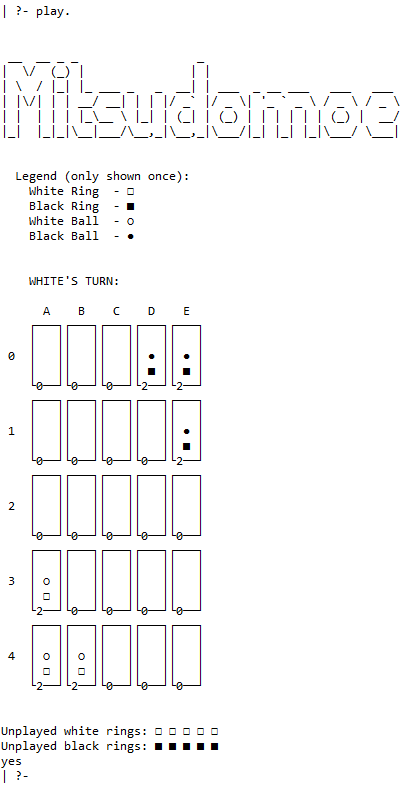 | ?- play.
Mitsudomoe
Legend (only shown once):
White Ring - □
Black Ring - ■
White Ball - ○
Black Ball - ●
WHITE'S TURN:
A B C D E
0
● ●
■ ■
0 0 0 2 2
1
●
■
0 0 0 0 2
2
0 0 0 0 0
3
○
□
2 0 0 0 0
4
○ ○
□ □
2 2 0 0 0
Unplayed white rings: □ □ □ □ □
Unplayed black rings: ■ ■ ■ ■ ■
yes
| ?-